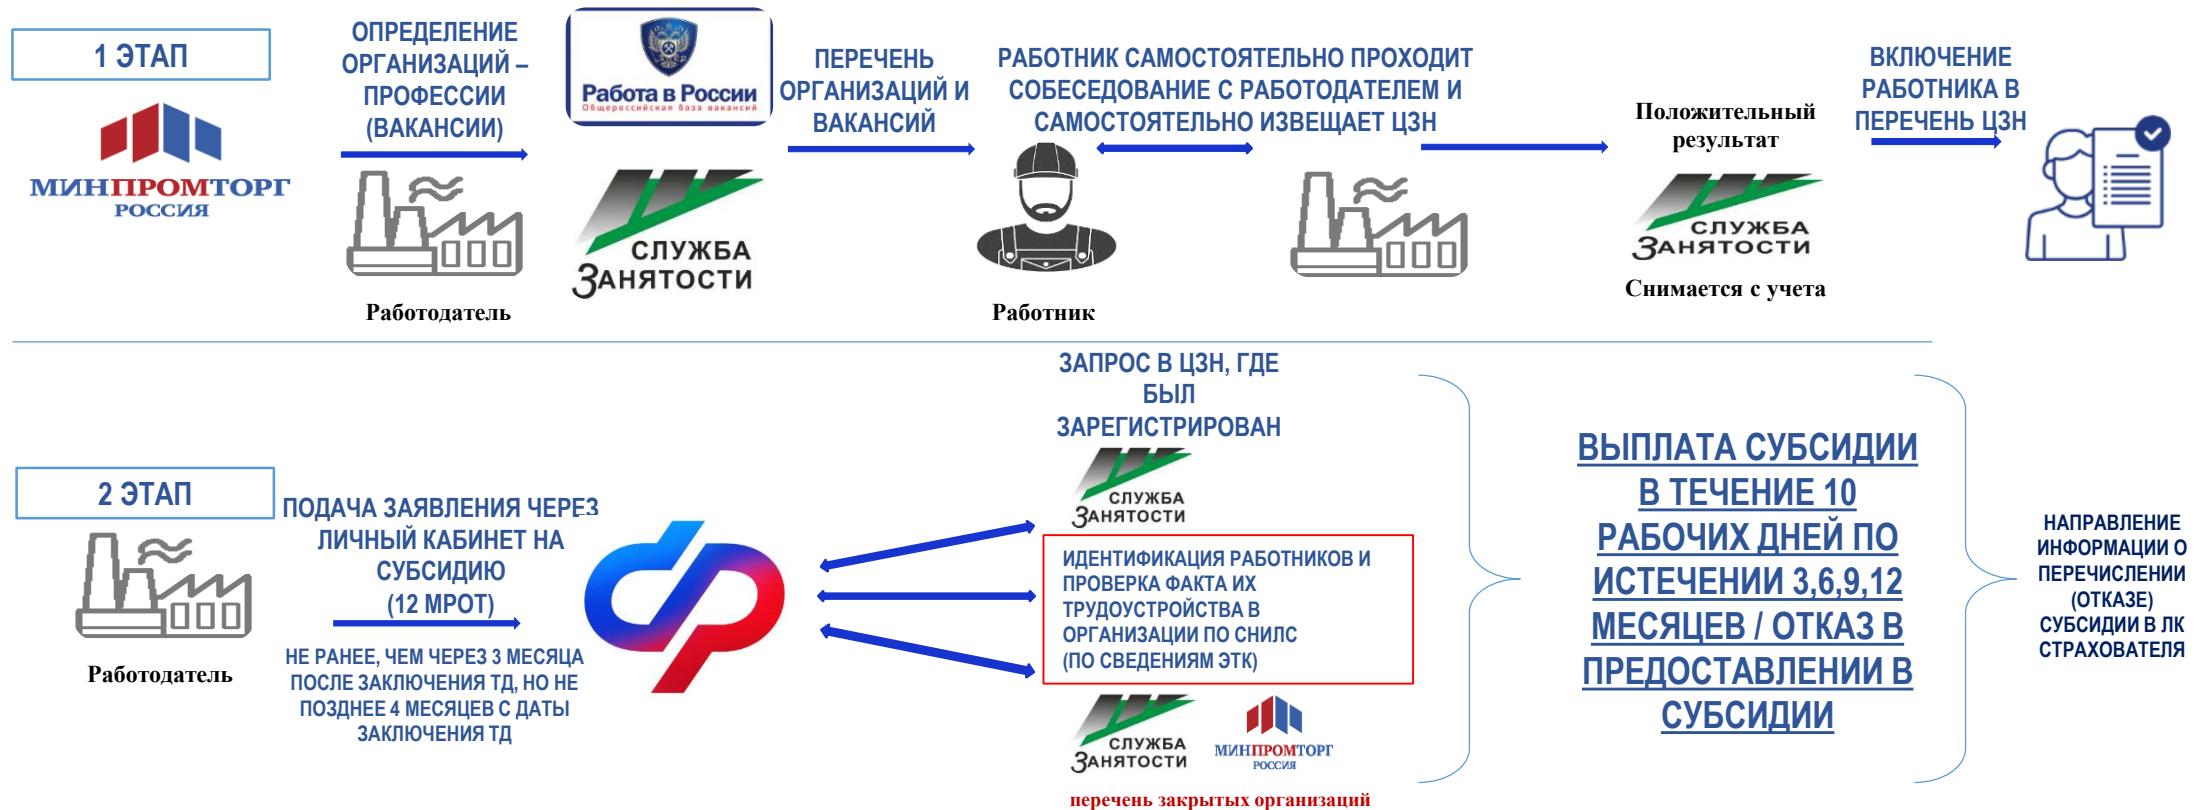 1 ЭТАП
МИНПРОМТОРГ
РОССИЯ
ОПРЕДЕЛЕНИЕ
ОРГАНИЗАЦИЙ –
ПРОФЕССИИ
(ВАКАНСИИ)
Работодатель
Работа в России
Общероссийская база вакансий
СЛУЖБА
ЗАНЯТОСТИ
ПЕРЕЧЕНЬ
ОРГАНИЗАЦИЙ И
ВАКАНСИЙ
РАБОТНИК САМОСТОЯТЕЛЬНО ПРОХОДИТ
СОБЕСЕДОВАНИЕ С РАБОТОДАТЕЛЕМ И
САМОСТОЯТЕЛЬНО ИЗВЕЩАЕТ ЦЗН
Работник
Положительный
результат
СЛУЖБА
ЗАНЯТОСТИ
Снимается с учета
ВКЛЮЧЕНИЕ
РАБОТНИКА В
ПЕРЕЧЕНЬ ЦЗН
2 ЭТАП
Работодатель
ПОДАЧА ЗАЯВЛЕНИЯ ЧЕРЕЗ
ЛИЧНЫЙ КАБИНЕТ НА
СУБСИДИЮ
(12 МРОТ)
НЕ РАНЕЕ, ЧЕМ ЧЕРЕЗ 3 МЕСЯЦА
ПОСЛЕ ЗАКЛЮЧЕНИЯ ТД, НО НЕ
ПОЗДНЕЕ 4 МЕСЯЦЕВ С ДАТЫ
ЗАКЛЮЧЕНИЯ ТД
ЗАПРОС В ЦЗН, ГДЕ
БЫЛ
ЗАРЕГИСТРИРОВАН
СЛУЖБА
ЗАНЯТОСТИ
ИДЕНТИФИКАЦИЯ РАБОТНИКОВ И
ПРОВЕРКА ФАКТА ИХ
ТРУДОУСТРОЙСТВА В
ОРГАНИЗАЦИИ ПО СНИЛС
(ПО СВЕДЕНИЯМ ЭТК)
СЛУЖБА
ЗАНЯТОСТИ
МИНПРОМТОРГ
РОССИЯ
перечень закрытых организаций
ВЫПЛАТА СУБСИДИИ
В ТЕЧЕНИЕ 10
РАБОЧИХ ДНЕЙ ПО
ИСТЕЧЕНИИ 3,6,9,12
МЕСЯЦЕВ / ОТКАЗ В
ПРЕДОСТАВЛЕНИИ В
СУБСИДИИ
НАПРАВЛЕНИЕ
ИНФОРМАЦИИ О
ПЕРЕЧИСЛЕНИИ
(ОТКАЗЕ)
СУБСИДИИ В ЛК
СТРАХОВАТЕЛЯ